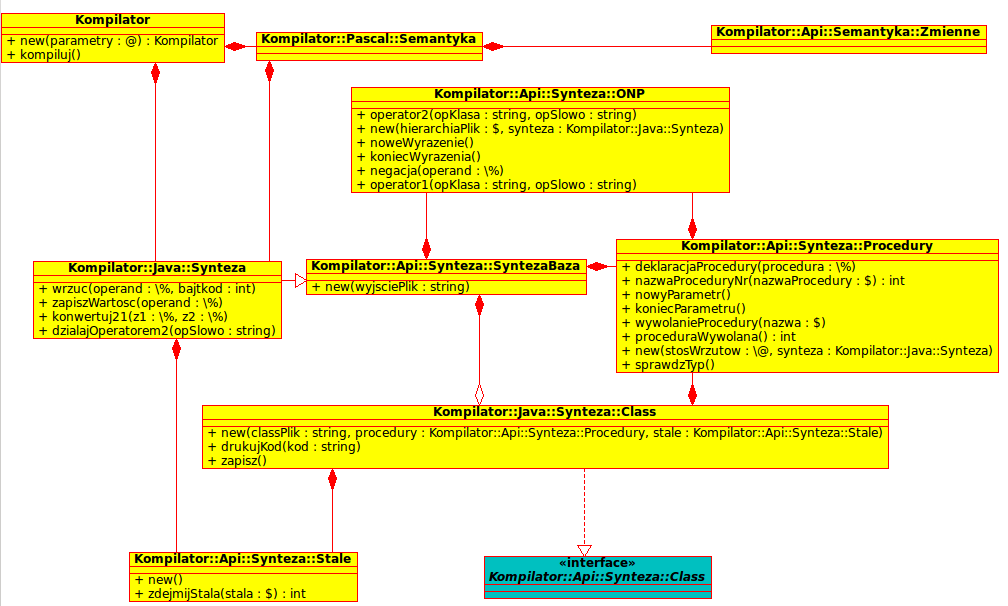 Kompilator
+ new(parametry : @) : Kompilator
+ kompiluj()
Kompilator::Pascal::Semantyka
Kompilator::Api::Semantyka::Zmienne
Kompilator::Api::Synteza::ONP
+ operator2(opKlasa : string, opSlowo : string)
+ new(hierarchiaPlik : $, synteza : Kompilator::Java::Synteza)
+ noweWyrazenie()
+ koniecWyrazenia()
+ negacja(operand : \%)
+ operator1(opKlasa : string, opSlowo : string)
Kompilator::Java::Synteza
+ wrzuc(operand : \%, bajtkod : int)
+ zapiszWartosc(operand : \%)
+ konwertuj21(z1 : \%, z2 : \%)
+ dzialajOperatorem2(opSlowo : string)
Kompilator::Api::Synteza::SyntezaBaza
+ new(wyjsciePlik : string)
Kompilator::Api::Synteza::Procedury
+ deklaracjaProcedury(procedura : \%)
+ nazwaProceduryNr(nazwaProcedury : $) : int
+ nowyParametr()
+ koniecParametru()
+ wywolanieProcedury(nazwa : $)
+ proceduraWywolana() : int
+ new(stosWrzutow : \@, synteza : Kompilator::Java::Synteza)
+ sprawdzTyp()
Kompilator::Java::Synteza::Class
+ new(classPlik : string, procedury : Kompilator::Api::Synteza::Procedury, stale : Kompilator::Api::Synteza::Stale)
+ drukujKod(kod : string)
+ zapisz()
Kompilator::Api::Synteza::Stale
+ new()
+ zdejmijStala(stala : $) : int
«interface»
Kompilator::Api::Synteza::Class